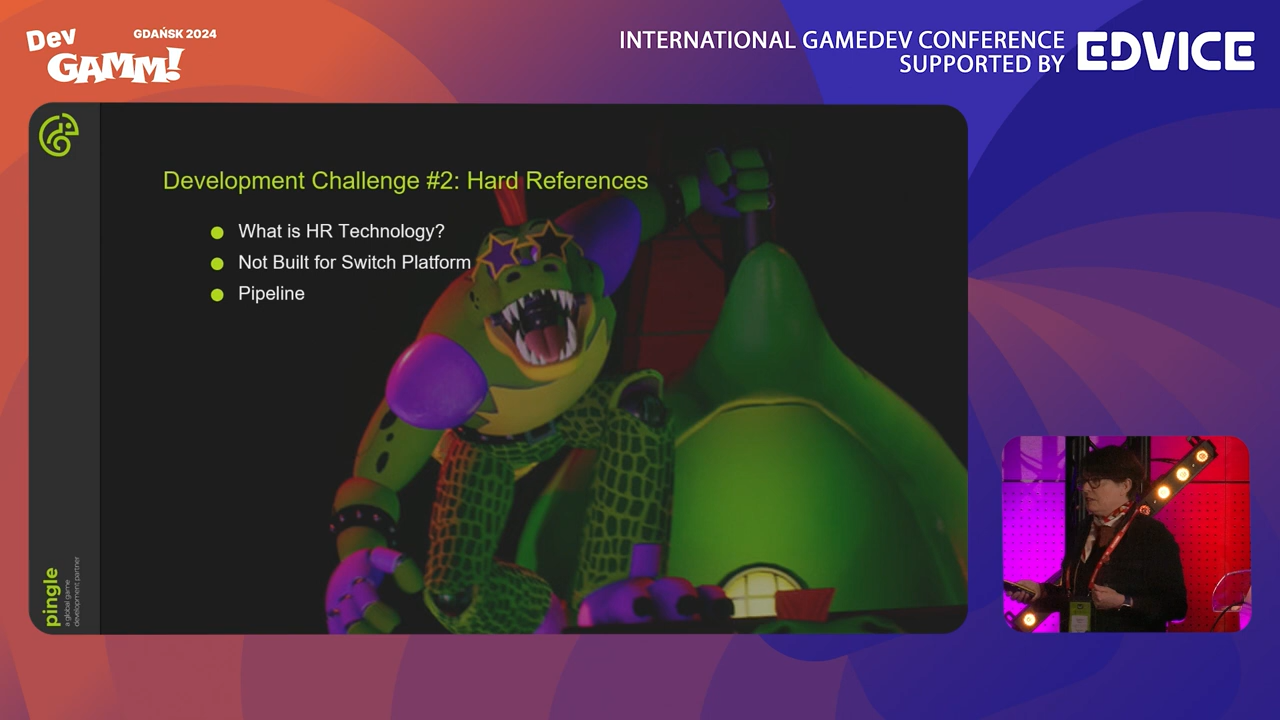 Dev
GAMM!
GDAŃSK 2024
INTERNATIONAL GAMEDEV CONFERENCE
SUPPORTED BY
EDVICE
Development Challenge #2: Hard References
What is HR Technology?
Not Built for Switch Platform
Pipeline
pingle
a global game
development partner